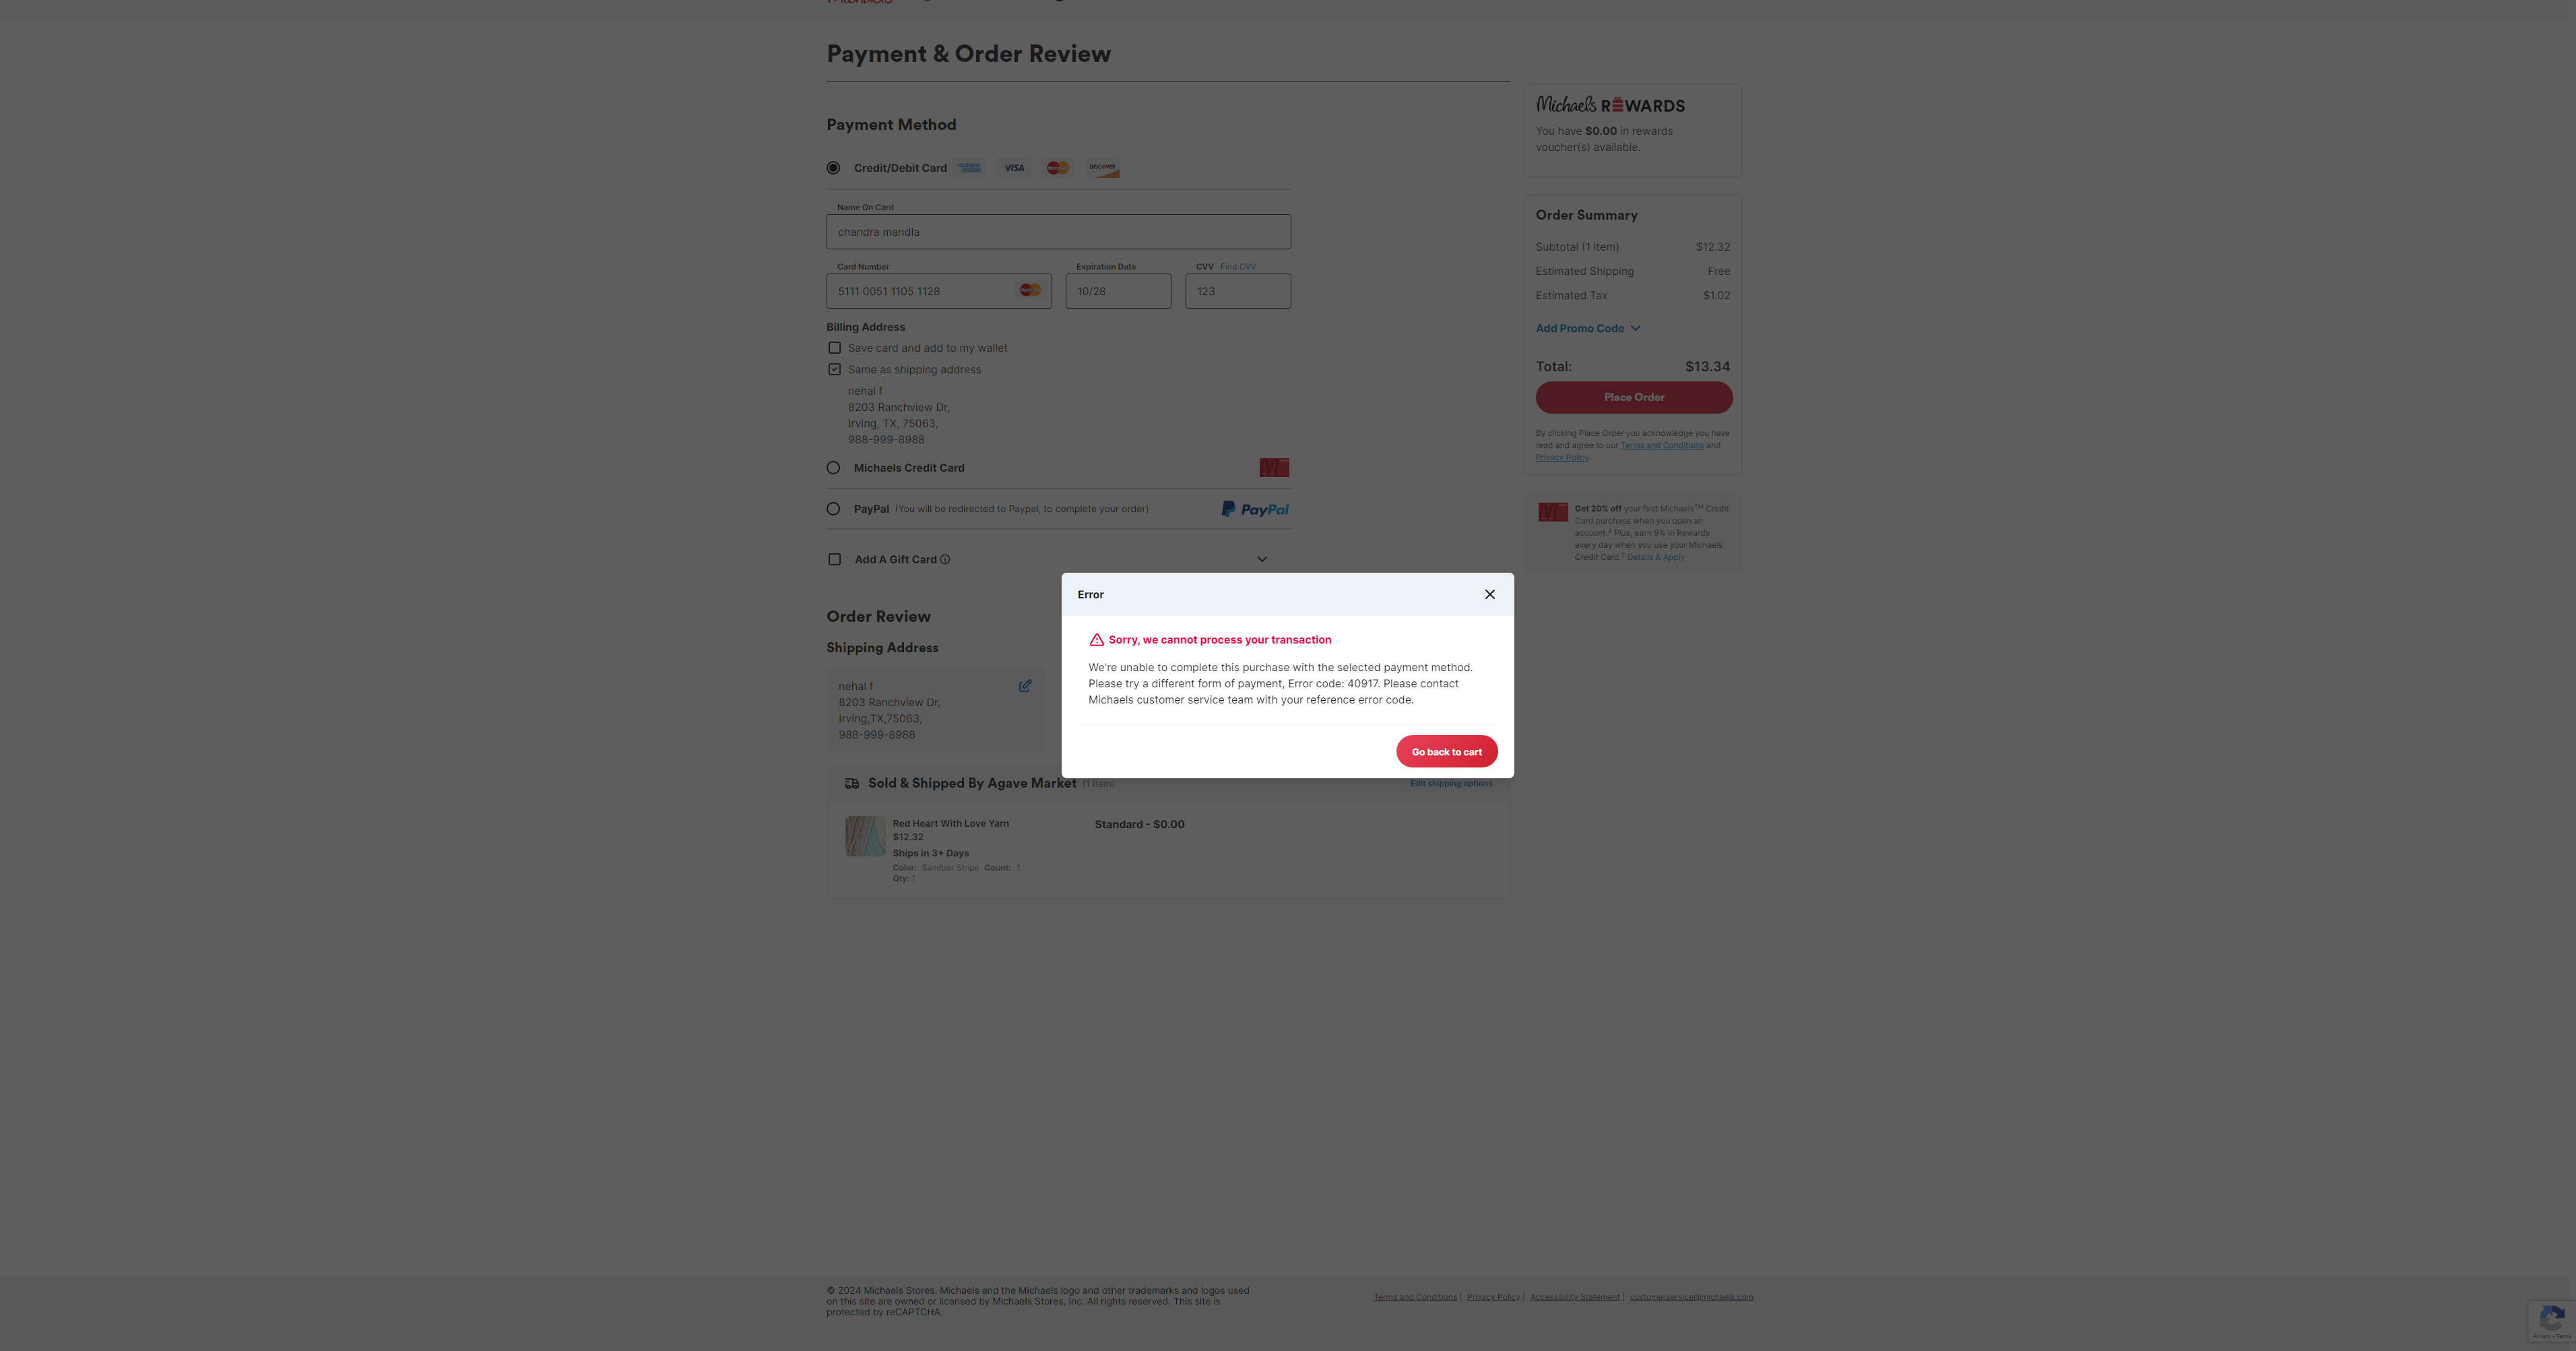 Payment & Order Review
Payment Method
Credit/Debit Card VISA DISCOVER
Name On Card
chandra mandla
Card Number Expiration Date CVV Find CVV
5111 0051 1105 1128 10/28 123
Billing Address
Save card and add to my wallet
Same as shipping address
nehal f
8203 Ranchview Dr,
Irving, TX, 75063,
988-999-8988
Michaels Credit Card
PayPal (You will be redirected to Paypal, to complete your order) PayPal
Add A Gift Card
Order Review
Shipping Address
nehal f
8203 Ranchview Dr,
Irving,TX,75063,
988-999-8988
Sold & Shipped By Agave Market (1 item) Edit shipping options
Red Heart With Love Yarn
$12.32
Ships in 3+ Days
Color: Sandbar Stripe Count: 1
Qty: 1
Standard - $0.00
Michaels REWARDS
You have $0.00 in rewards
voucher(s) available.
Order Summary
Subtotal (1 item) $12.32
Estimated Shipping Free
Estimated Tax $1.02
Add Promo Code
Total: $13.34
Place Order
By clicking Place Order you acknowledge you have
read and agree to our Terms and Conditions and
Privacy Policy.
Get 20% off your first Michaels™ Credit
Card purchase when you open an
account.⁴ Plus, earn 9% in Rewards
every day when you use your Michaels
Credit Card.³ Details & Apply
Error
Sorry, we cannot process your transaction
We're unable to complete this purchase with the selected payment method.
Please try a different form of payment, Error code: 40917. Please contact
Michaels customer service team with your reference error code.
Go back to cart
© 2024 Michaels Stores. Michaels and the Michaels logo and other trademarks and logos used
on this site are owned or licensed by Michaels Stores, Inc. All rights reserved. This site is
protected by reCAPTCHA.
Terms and Conditions | Privacy Policy | Accessibility Statement | customerservice@michaels.com
Privacy - Terms